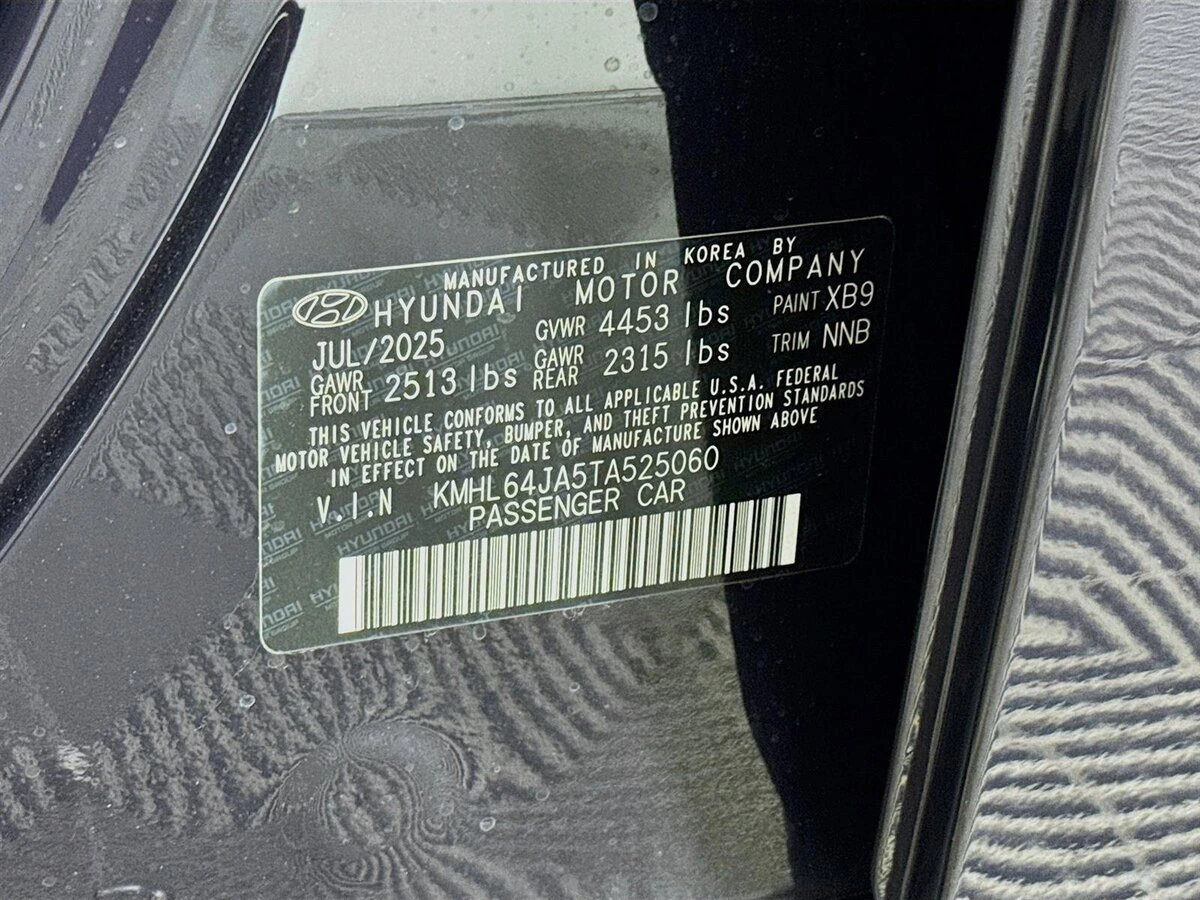 MANUFACTURED IN KOREA BY
HYUNDAI MOTOR COMPANY
JUL/2025 GVWR 4453 lbs PAINT XB9
GAWR FRONT 2513 lbs GAWR REAR 2315 lbs TRIM NNB
THIS VEHICLE CONFORMS TO ALL APPLICABLE U.S.A. FEDERAL
MOTOR VEHICLE SAFETY, BUMPER, AND THEFT PREVENTION STANDARDS
IN EFFECT ON THE DATE OF MANUFACTURE SHOWN ABOVE
V.I.N KMHL64JA5TA525060
PASSENGER CAR